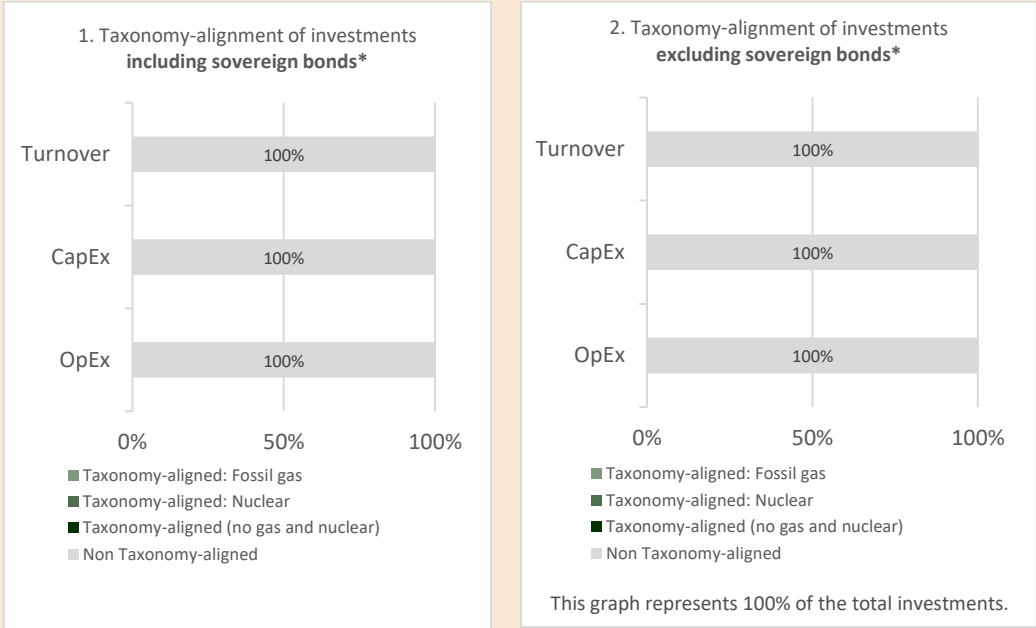 1. Taxonomy-alignment of investments
including sovereign bonds*
Turnover
100%
CapEx
100%
OpEx
100%
0% 50% 100%
Taxonomy-aligned: Fossil gas
Taxonomy-aligned: Nuclear
Taxonomy-aligned (no gas and nuclear)
Non Taxonomy-aligned
2. Taxonomy-alignment of investments
excluding sovereign bonds*
Turnover
100%
CapEx
100%
OpEx
100%
0% 50% 100%
Taxonomy-aligned: Fossil gas
Taxonomy-aligned: Nuclear
Taxonomy-aligned (no gas and nuclear)
Non Taxonomy-aligned
This graph represents 100% of the total investments.